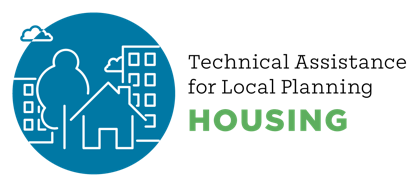 Technical Assistance
for Local Planning
HOUSING